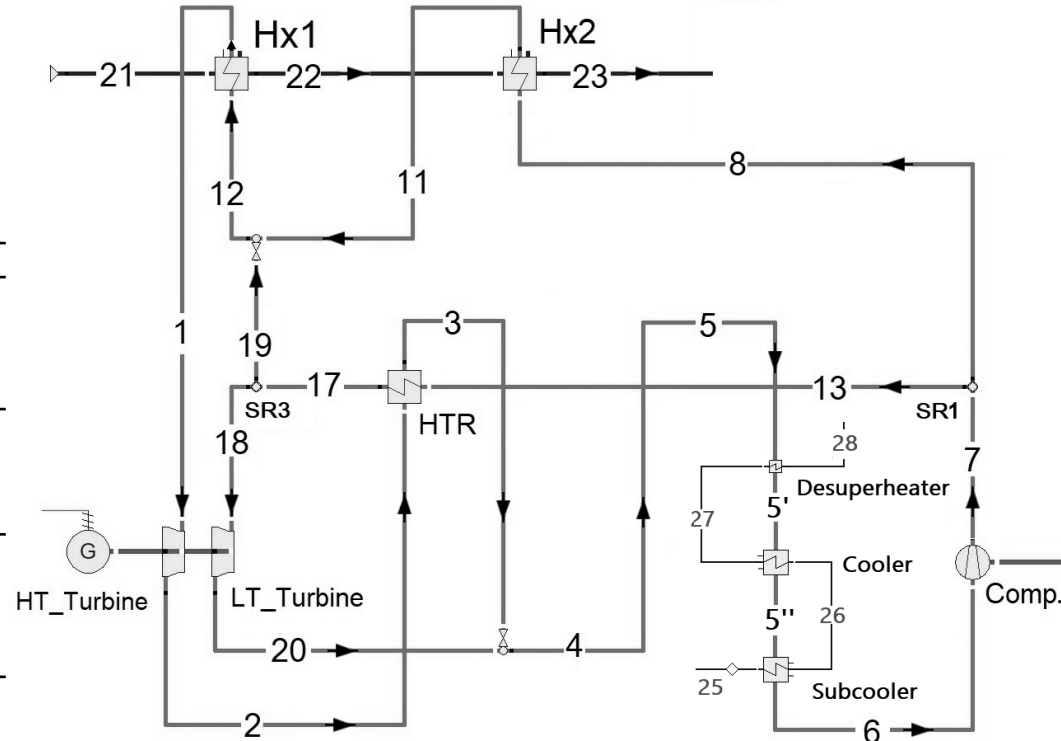 Hx1
Hx2
21
22
23
12
11
8
1
3
5
19
17
13
SR3
HTR
SR1
18
28
7
Desuperheater
5'
27
G
Cooler
HT_Turbine
LT_Turbine
Comp.
5''
26
20
4
25
Subcooler
2
6